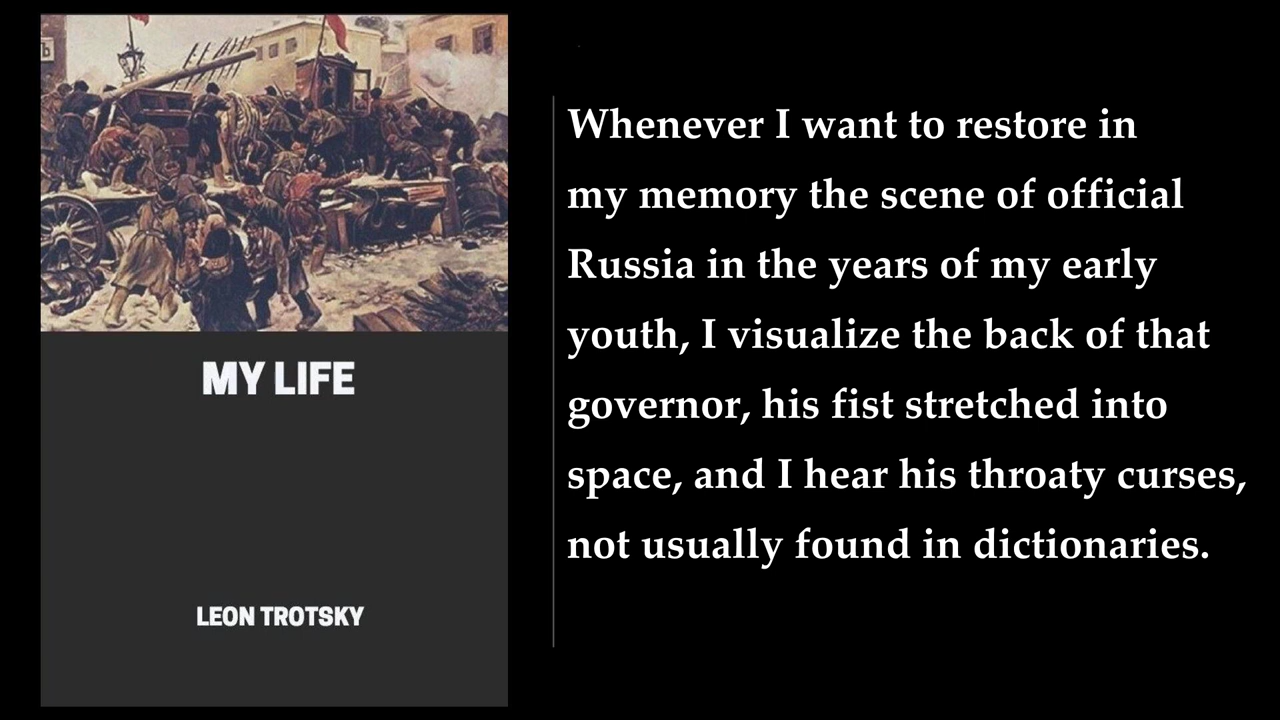 MY LIFE
LEON TROTSKY
Whenever I want to restore in
my memory the scene of official
Russia in the years of my early
youth, I visualize the back of that
governor, his fist stretched into
space, and I hear his throaty curses,
not usually found in dictionaries.